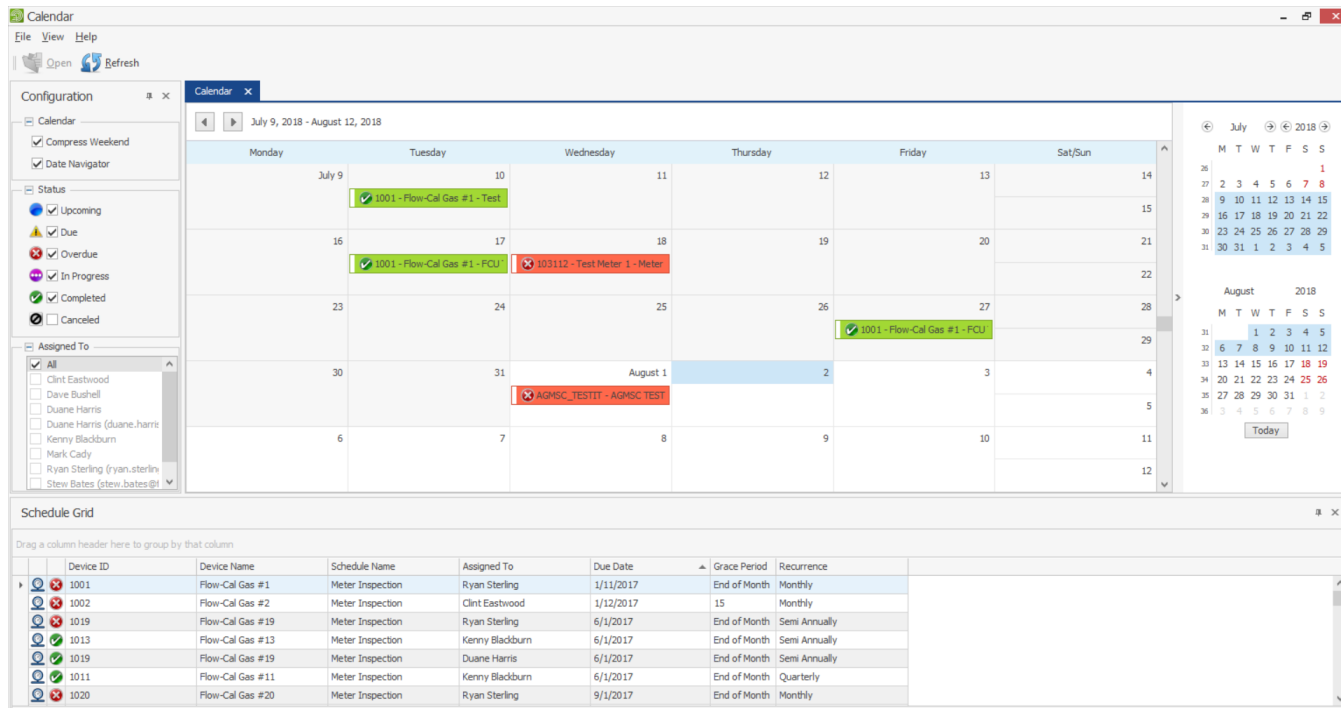 Calendar
File View Help
Open Refresh
Configuration
Calendar
Compress Weekend
Date Navigator
Status
Upcoming
Due
Overdue
In Progress
Completed
Canceled
Assigned To
All
Clint Eastwood
Dave Bushell
Duane Harris
Duane Harris (duane.harris
Kenny Blackburn
Mark Cady
Ryan Sterling (ryan.sterling
Stew Bates (stew.bates@f
Calendar
July 9, 2018 - August 12, 2018
Monday Tuesday Wednesday Thursday Friday Sat/Sun
July 9 10 11 12 13 14
1001 - Flow-Cal Gas #1 - Test
15
16 17 18 19 20 21
1001 - Flow-Cal Gas #1 - FCU 103112 - Test Meter 1 - Meter
22
23 24 25 26 27 28
1001 - Flow-Cal Gas #1 - FCU
29
30 31 August 1 2 3 4
AGMSC_TESTIT - AGMSC TEST
5
6 7 8 9 10 11
12
July 2018
M T W T F S S
26 1
27 2 3 4 5 6 7 8
28 9 10 11 12 13 14 15
29 16 17 18 19 20 21 22
30 23 24 25 26 27 28 29
31 30 31 1 2 3 4 5
August 2018
M T W T F S S
31 1 2 3 4 5
32 6 7 8 9 10 11 12
33 13 14 15 16 17 18 19
34 20 21 22 23 24 25 26
35 27 28 29 30 31 1 2
36 3 4 5 6 7 8 9
Today
Schedule Grid
Drag a column header here to group by that column
Device ID Device Name Schedule Name Assigned To Due Date Grace Period Recurrence
1001 Flow-Cal Gas #1 Meter Inspection Ryan Sterling 1/11/2017 End of Month Monthly
1002 Flow-Cal Gas #2 Meter Inspection Clint Eastwood 1/12/2017 15 Monthly
1019 Flow-Cal Gas #19 Meter Inspection Ryan Sterling 6/1/2017 End of Month Semi Annually
1013 Flow-Cal Gas #13 Meter Inspection Kenny Blackburn 6/1/2017 End of Month Semi Annually
1019 Flow-Cal Gas #19 Meter Inspection Duane Harris 6/1/2017 End of Month Semi Annually
1011 Flow-Cal Gas #11 Meter Inspection Kenny Blackburn 6/1/2017 End of Month Quarterly
1020 Flow-Cal Gas #20 Meter Inspection Ryan Sterling 9/1/2017 End of Month Monthly